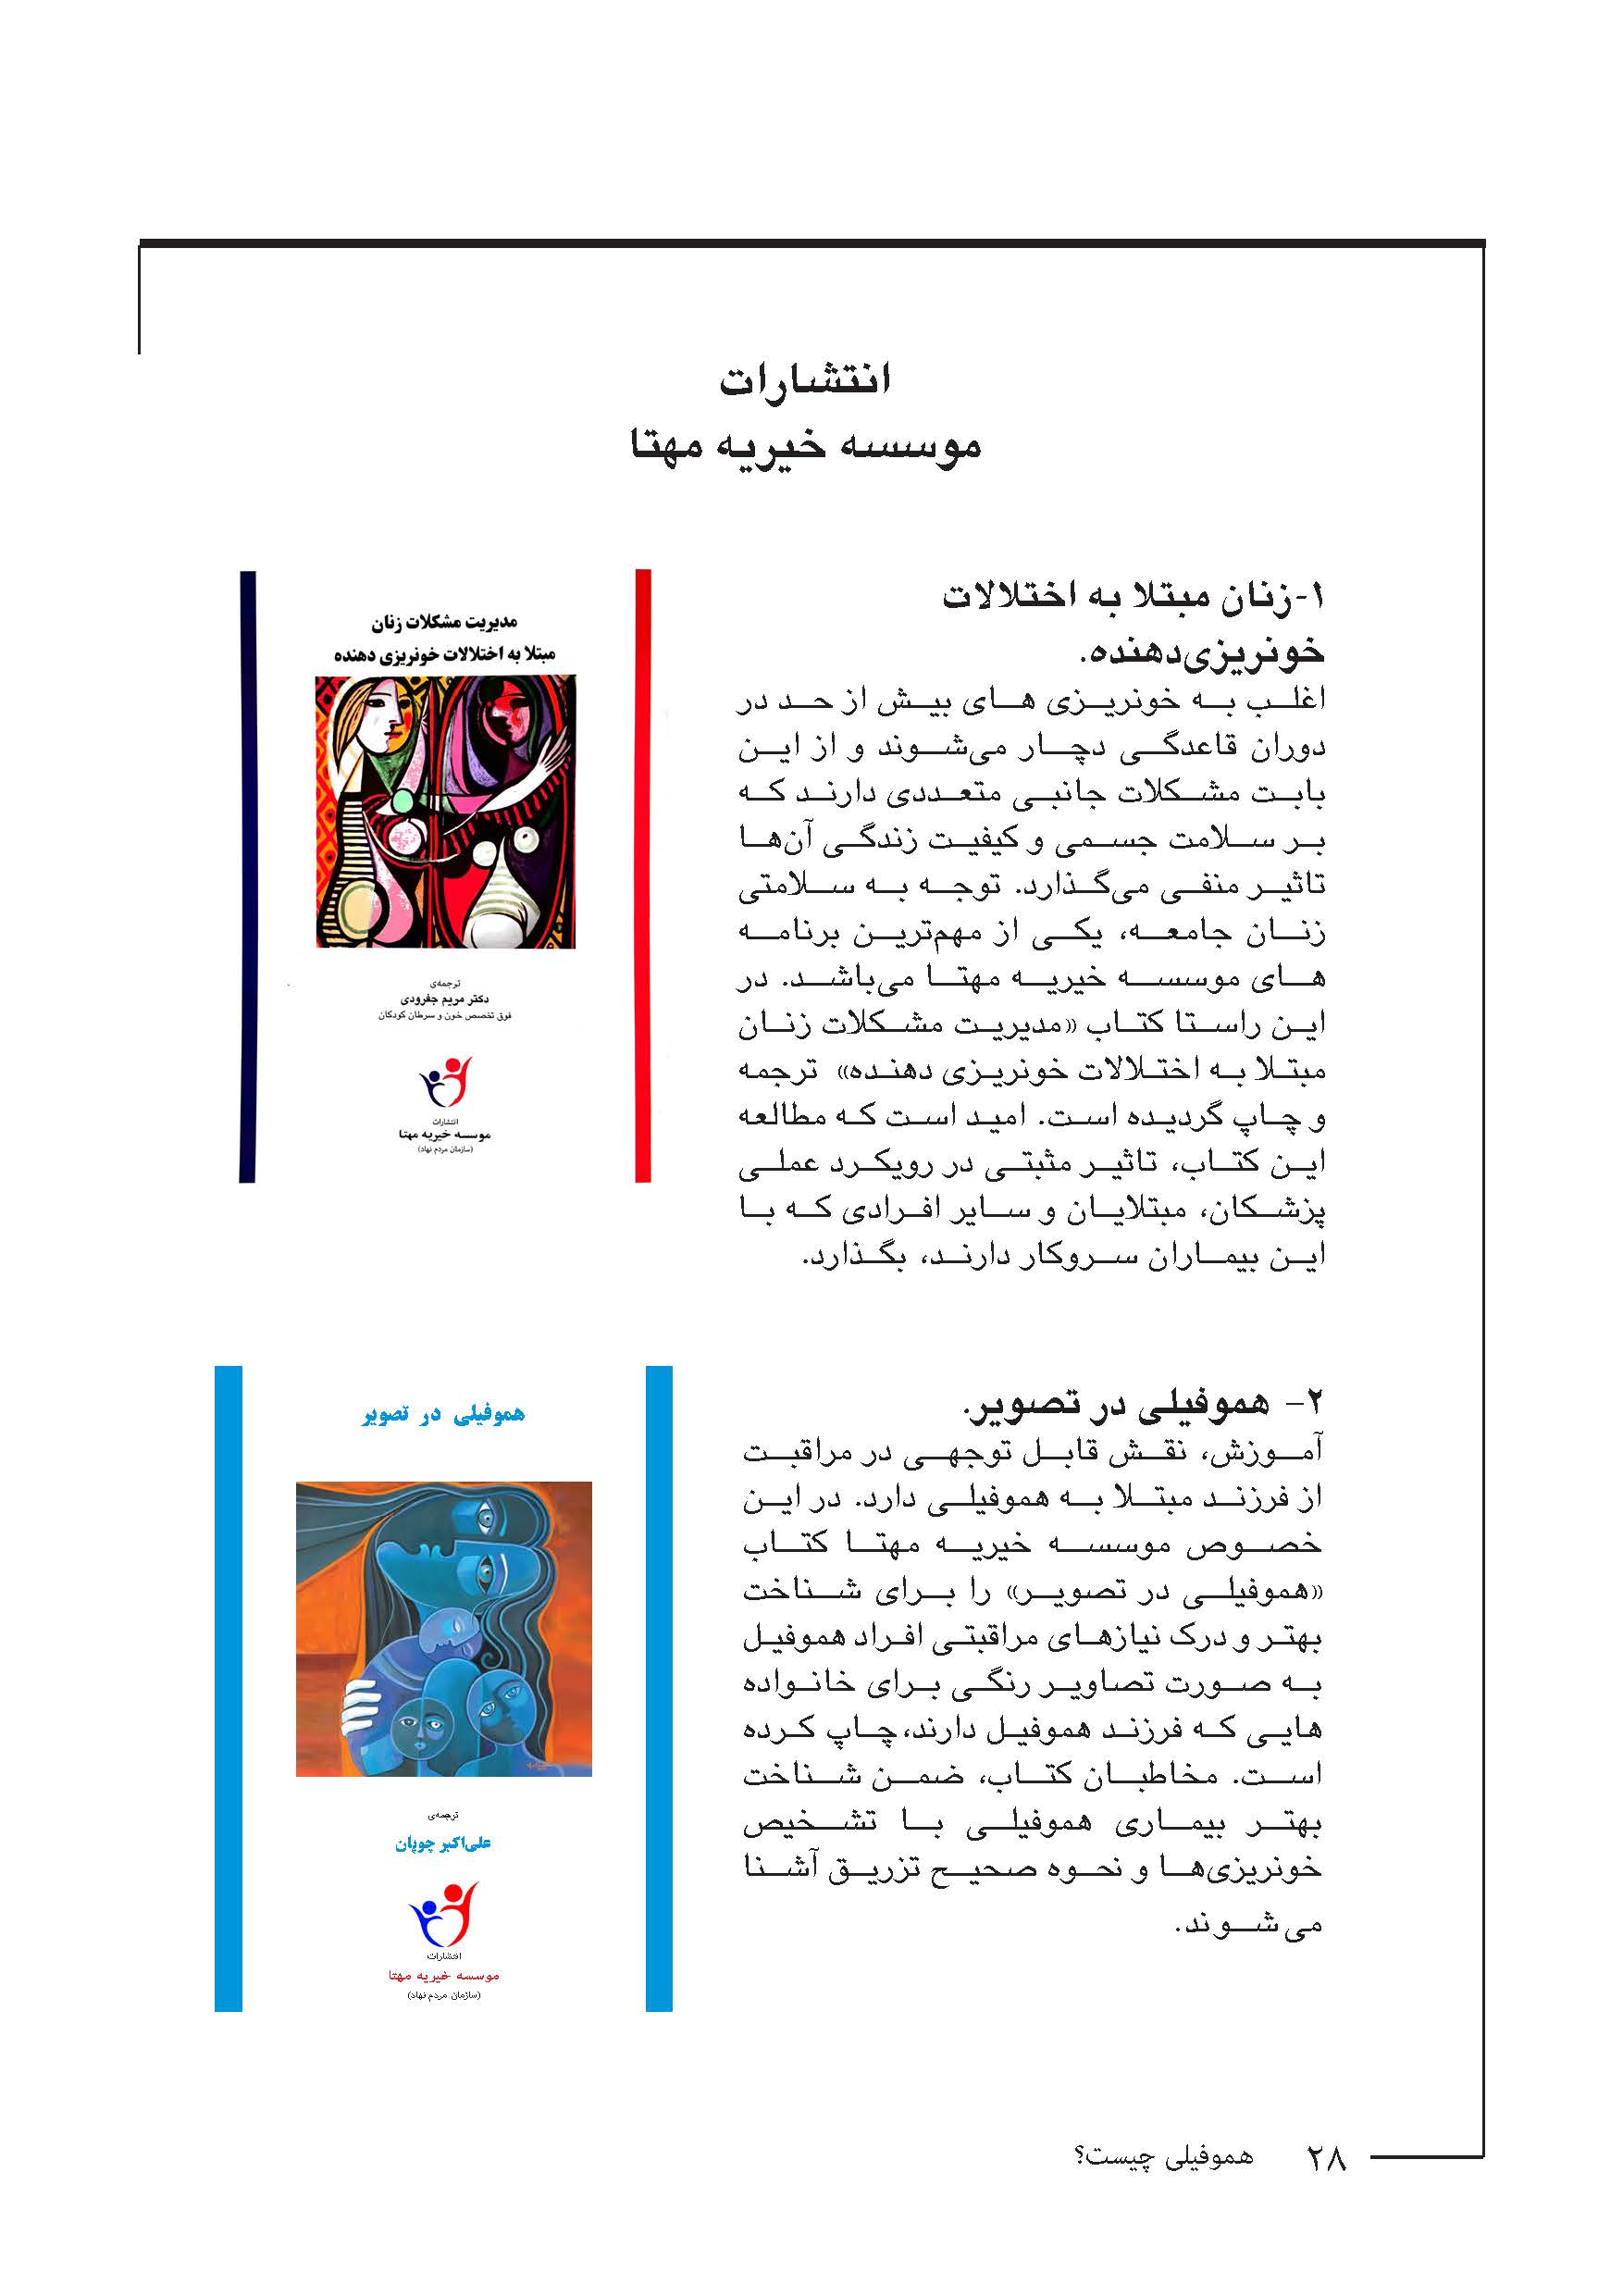 انتشارات
موسسه خیریه مهتا
۱-زنان مبتلا به اختلالات
خونریزی‌دهنده.
اغلب به خونریزی های بیش از حد در
دوران قاعدگی دچار می‌شوند و از این
بابت مشکلات جانبی متعددی دارند که
بر سلامت جسمی و کیفیت زندگی آن‌ها
تاثیر منفی می‌گذارد. توجه به سلامتی
زنان جامعه، یکی از مهم‌ترین برنامه
های موسسه خیریه مهتا می‌باشد. در
این راستا کتاب «مدیریت مشکلات زنان
مبتلا به اختلالات خونریزی دهنده» ترجمه
و چاپ گردیده است. امید است که مطالعه
این کتاب، تاثیر مثبتی در رویکرد عملی
پزشکان، مبتلایان و سایر افرادی که با
این بیماران سروکار دارند، بگذارد.
مدیریت مشکلات زنان
مبتلا به اختلالات خونریزی دهنده
ترجمه‌ی
دکتر مریم جفرودی
فوق تخصص خون و سرطان کودکان
انتشارات
موسسه خیریه مهتا
(سازمان مردم نهاد)
۲- هموفیلی در تصویر.
آموزش، نقش قابل توجهی در مراقبت
از فرزند مبتلا به هموفیلی دارد. در این
خصوص موسسه خیریه مهتا کتاب
«هموفیلی در تصویر» را برای شناخت
بهتر و درک نیازهای مراقبتی افراد هموفیل
به صورت تصاویر رنگی برای خانواده
هایی که فرزند هموفیل دارند،چاپ کرده
است. مخاطبان کتاب، ضمن شناخت
بهتر بیماری هموفیلی با تشخیص
خونریزی‌ها و نحوه صحیح تزریق آشنا
می شوند.
هموفیلی در تصویر
ترجمه‌ی
علی‌اکبر چوپان
انتشارات
موسسه خیریه مهتا
(سازمان مردم نهاد)
۲۸ هموفیلی چیست؟